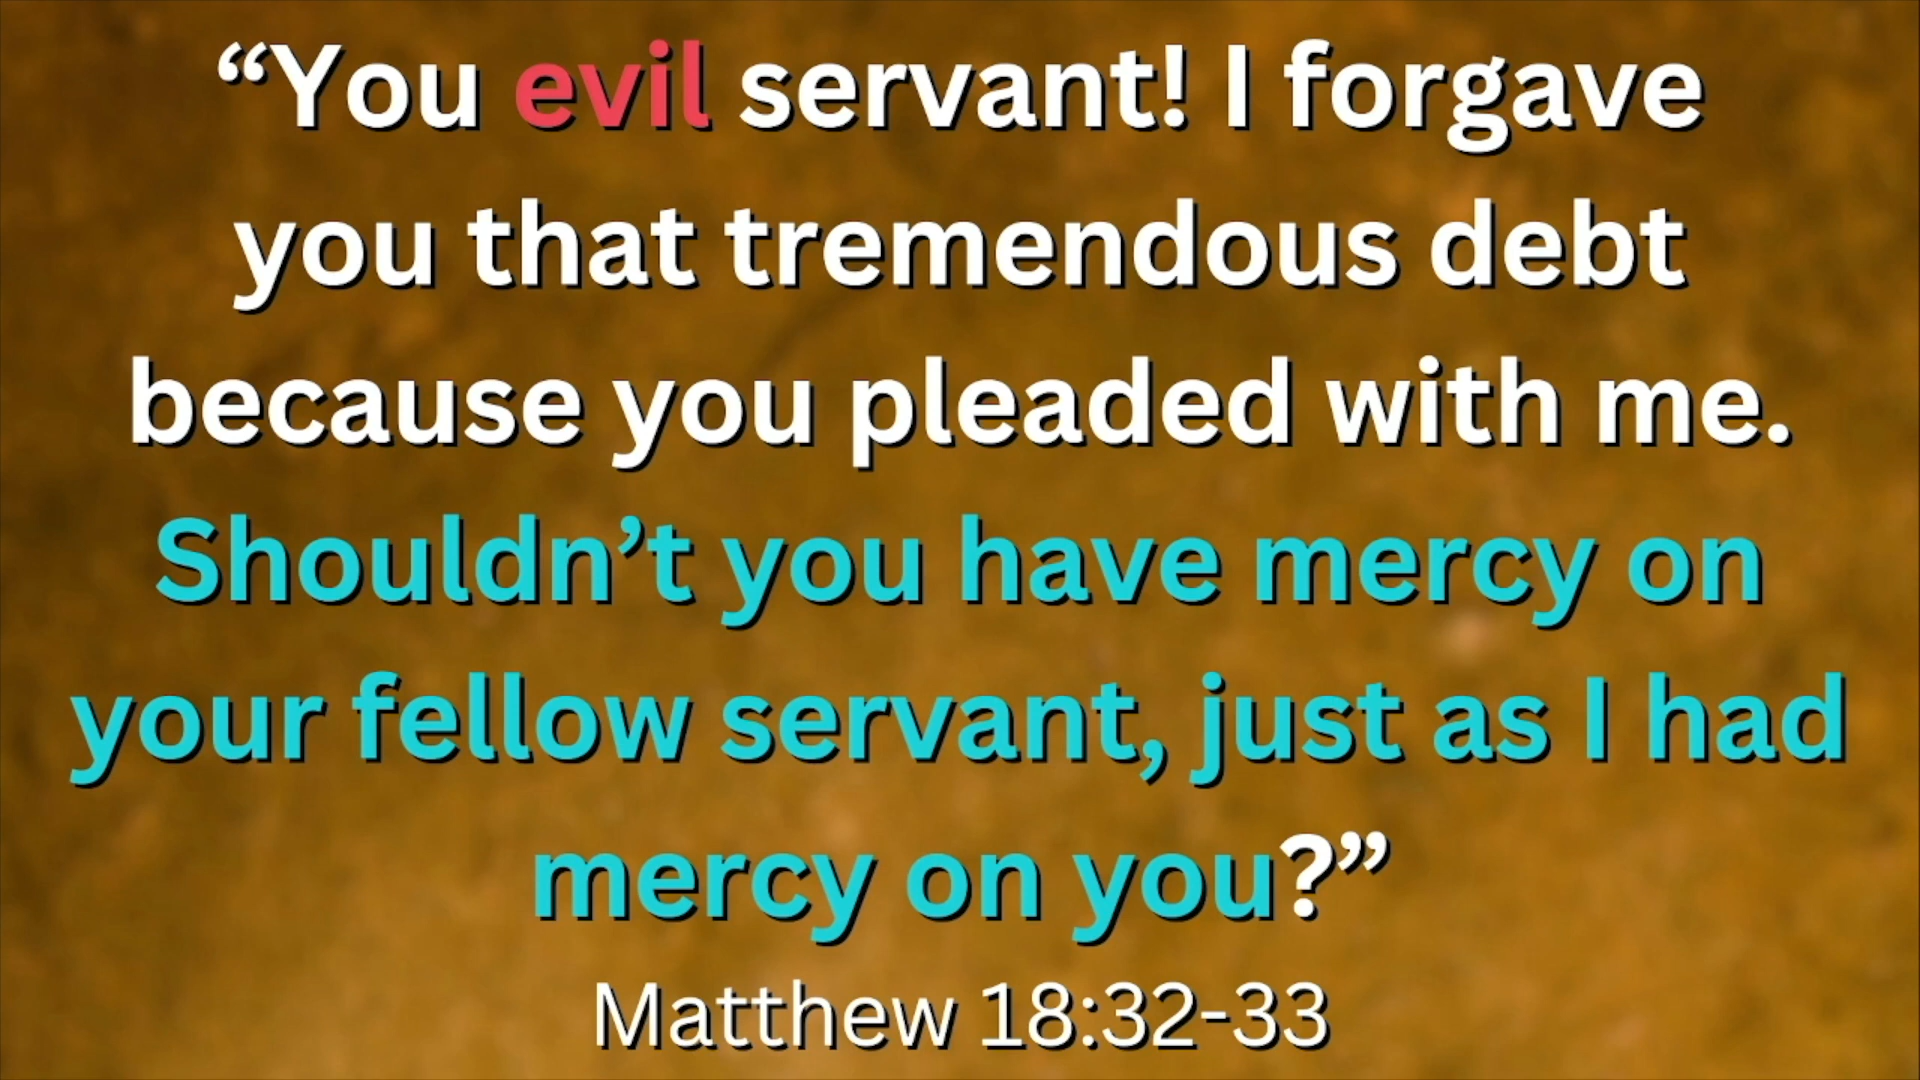 “You evil servant! I forgave
you that tremendous debt
because you pleaded with me.
Shouldn’t you have mercy on
your fellow servant, just as I had
mercy on you?”
Matthew 18:32-33